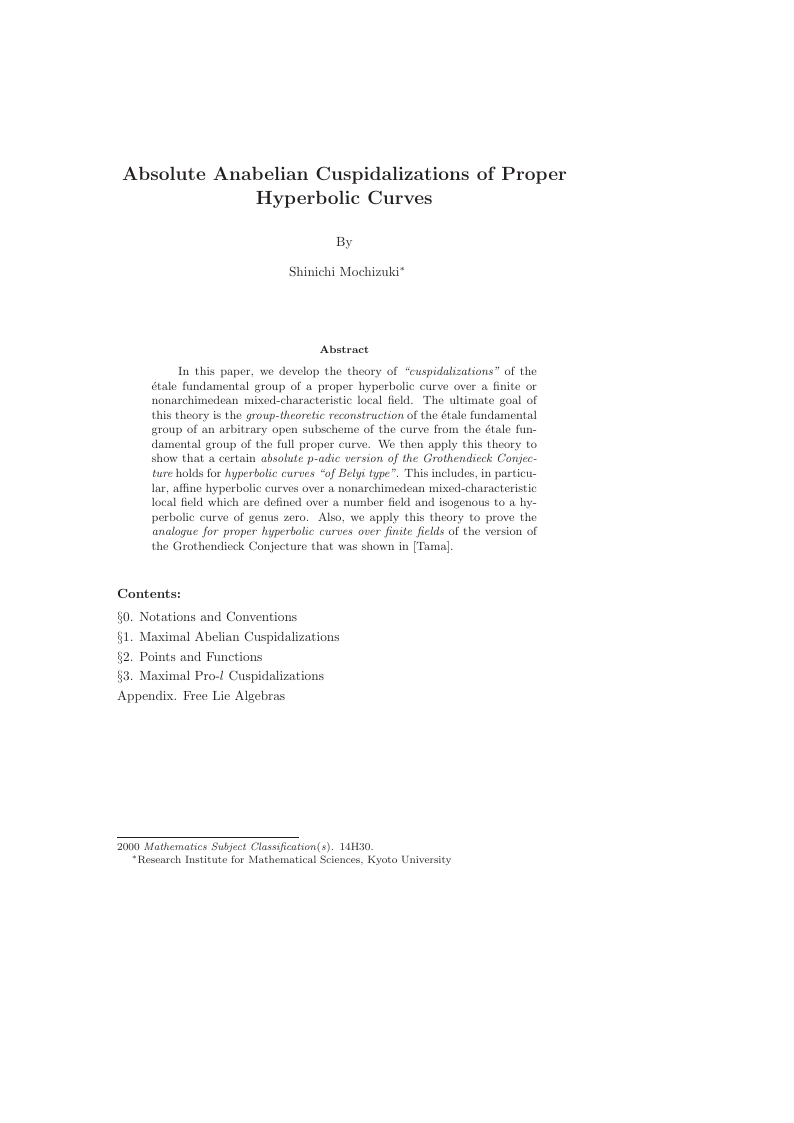 Absolute Anabelian Cuspidalizations of Proper
Hyperbolic Curves
By
Shinichi Mochizuki*
Abstract
In this paper, we develop the theory of “cuspidalizations” of the
étale fundamental group of a proper hyperbolic curve over a finite or
nonarchimedean mixed-characteristic local field. The ultimate goal of
this theory is the group-theoretic reconstruction of the étale fundamental
group of an arbitrary open subscheme of the curve from the étale fun-
damental group of the full proper curve. We then apply this theory to
show that a certain absolute p-adic version of the Grothendieck Conjec-
ture holds for hyperbolic curves “of Belyi type”. This includes, in particu-
lar, affine hyperbolic curves over a nonarchimedean mixed-characteristic
local field which are defined over a number field and isogenous to a hy-
perbolic curve of genus zero. Also, we apply this theory to prove the
analogue for proper hyperbolic curves over finite fields of the version of
the Grothendieck Conjecture that was shown in [Tama].
Contents:
§0. Notations and Conventions
§1. Maximal Abelian Cuspidalizations
§2. Points and Functions
§3. Maximal Pro-l Cuspidalizations
Appendix. Free Lie Algebras
2000 Mathematics Subject Classification(s). 14H30.
*Research Institute for Mathematical Sciences, Kyoto University